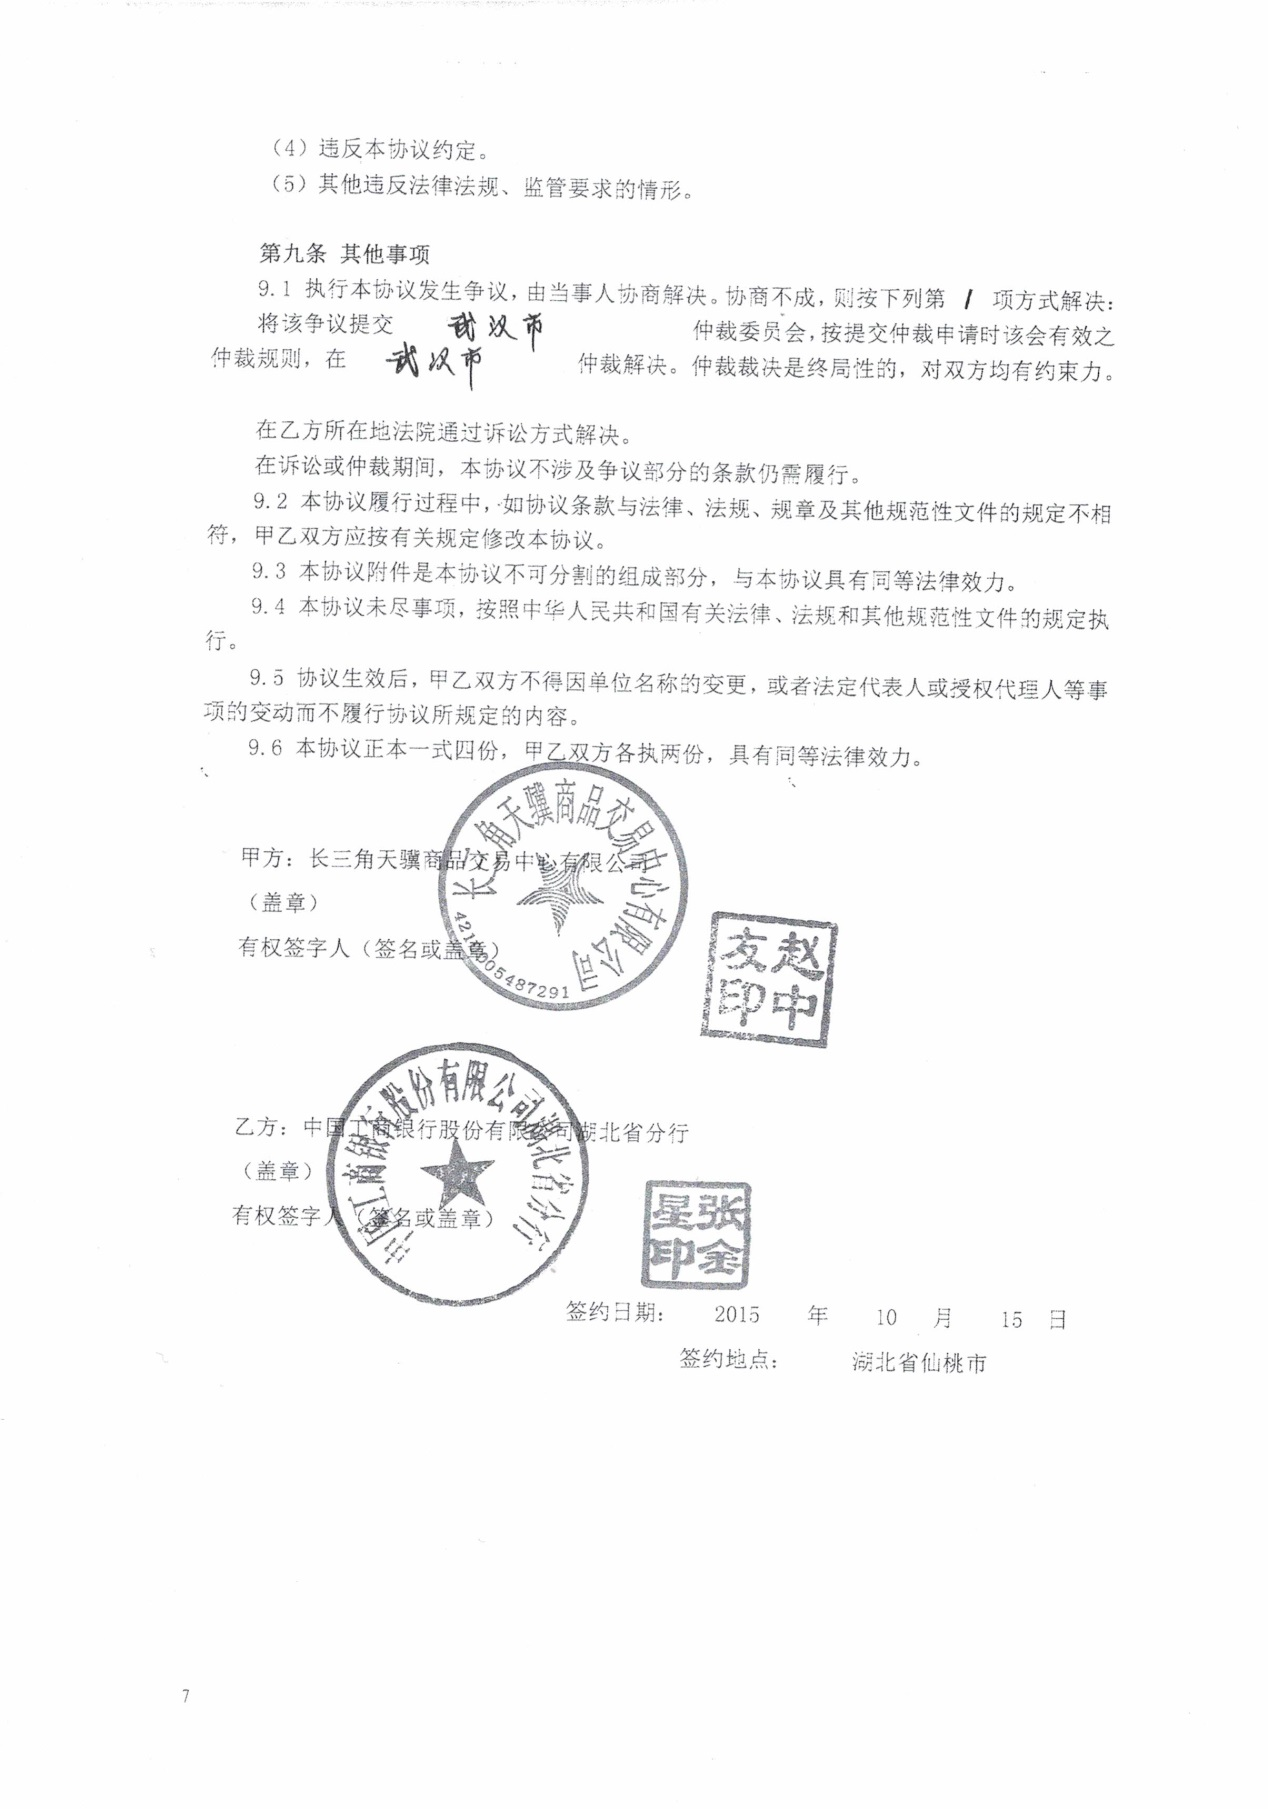 （4）违反本协议约定。
（5）其他违反法律法规、监管要求的情形。
第九条 其他事项
9.1 执行本协议发生争议，由当事人协商解决。协商不成，则按下列第 1 项方式解决：
将该争议提交 武汉市 仲裁委员会，按提交仲裁申请时该会有效之
仲裁规则，在 武汉市 仲裁解决。仲裁裁决是终局性的，对双方均有约束力。
在乙方所在地法院通过诉讼方式解决。
在诉讼或仲裁期间，本协议不涉及争议部分的条款仍需履行。
9.2 本协议履行过程中，如协议条款与法律、法规、规章及其他规范性文件的规定不相
符，甲乙双方应按有关规定修改本协议。
9.3 本协议附件是本协议不可分割的组成部分，与本协议具有同等法律效力。
9.4 本协议未尽事项，按照中华人民共和国有关法律、法规和其他规范性文件的规定执
行。
9.5 协议生效后，甲乙双方不得因单位名称的变更，或者法定代表人或授权代理人等事
项的变动而不履行协议所规定的内容。
9.6 本协议正本一式四份，甲乙双方各执两份，具有同等法律效力。
长三角天骥商品交易中心有限公司
甲方：长三角天骥商品交易中心有限公司
（盖章）
有权签字人（签名或盖章）
赵中友印
中国工商银行股份有限公司湖北省分行
乙方：中国工商银行股份有限公司湖北省分行
（盖章）
有权签字人（签名或盖章）
张金星印
签约日期： 2015 年 10 月 15 日
签约地点： 湖北省仙桃市
7